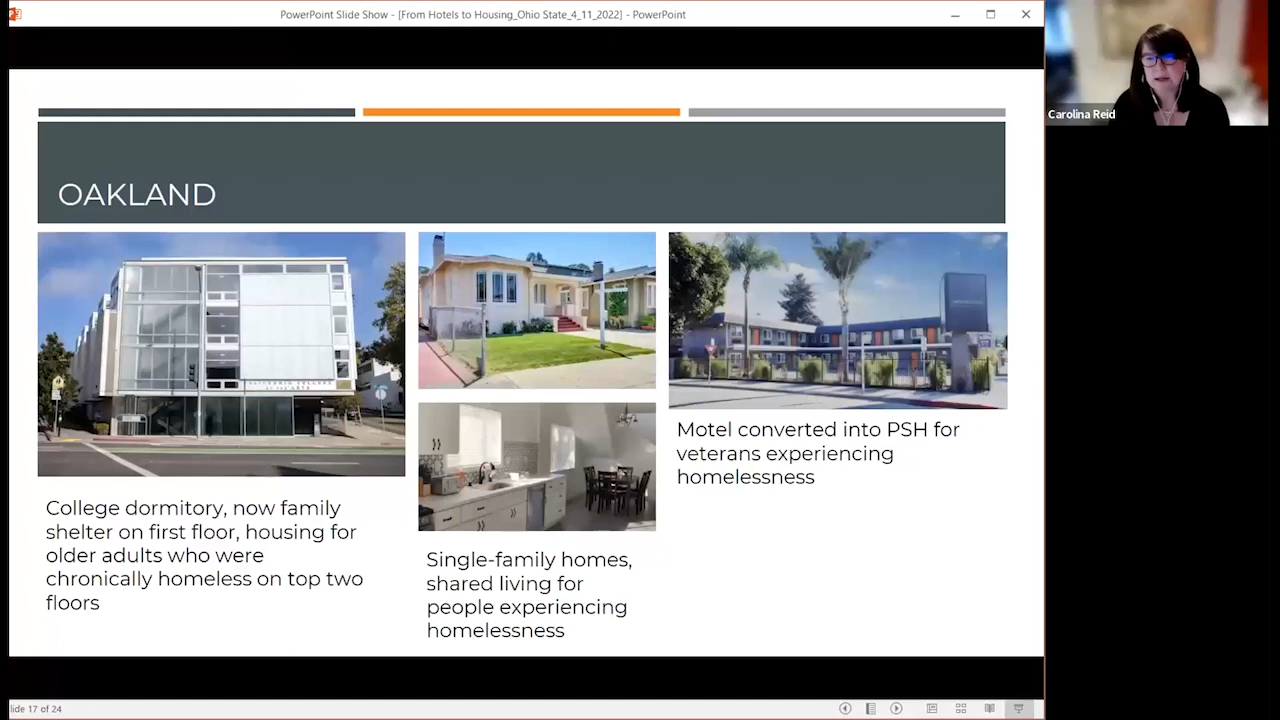 PowerPoint Slide Show - [From Hotels to Housing_Ohio State_4_11_2022] - PowerPoint
Carolina Reid
OAKLAND
College dormitory, now family
shelter on first floor, housing for
older adults who were
chronically homeless on top two
floors
Single-family homes,
shared living for
people experiencing
homelessness
Motel converted into PSH for
veterans experiencing
homelessness
lide 17 of 24